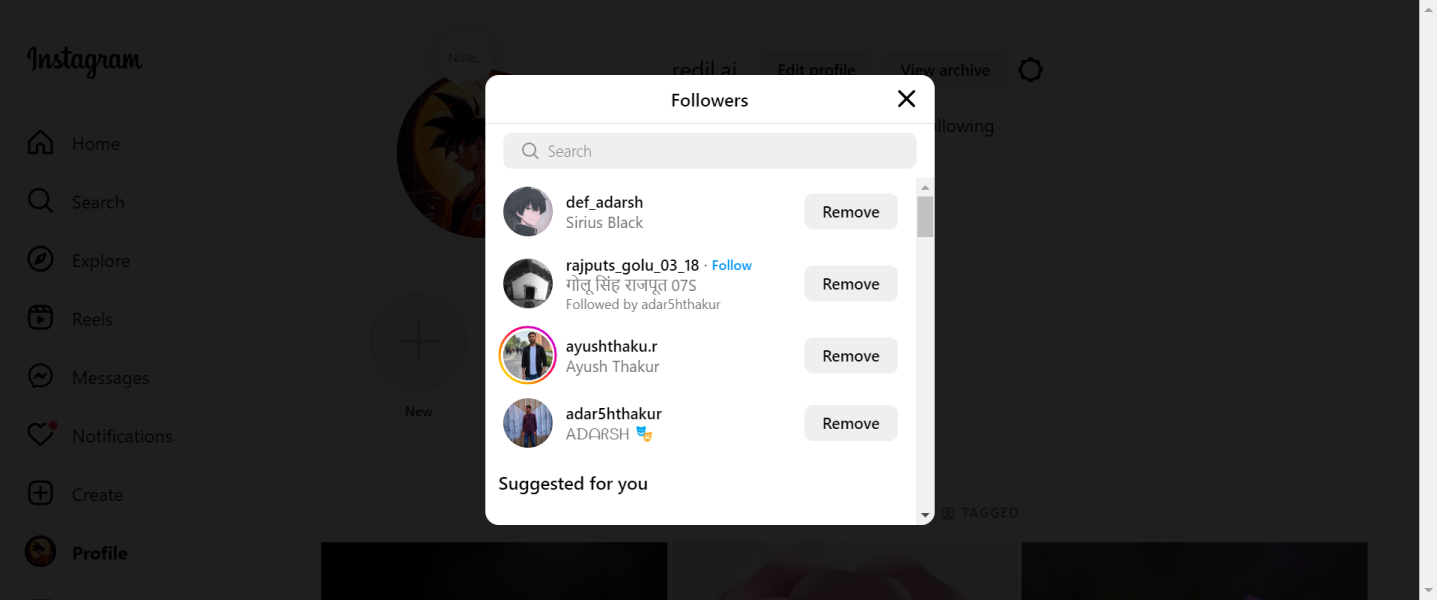 Instagram
Home
Search
Explore
Reels
Messages
Notifications
Create
Profile
Note...
redil.ai
Edit profile
View archive
New
TAGGED
Followers
Search
def_adarsh
Sirius Black
Remove
rajputs_golu_03_18 · Follow
गोलू सिंह राजपूत 07S
Followed by adar5hthakur
Remove
ayushthaku.r
Ayush Thakur
Remove
adar5hthakur
ᗩᗪᗩᖇᔕᕼ 🎭
Remove
Suggested for you